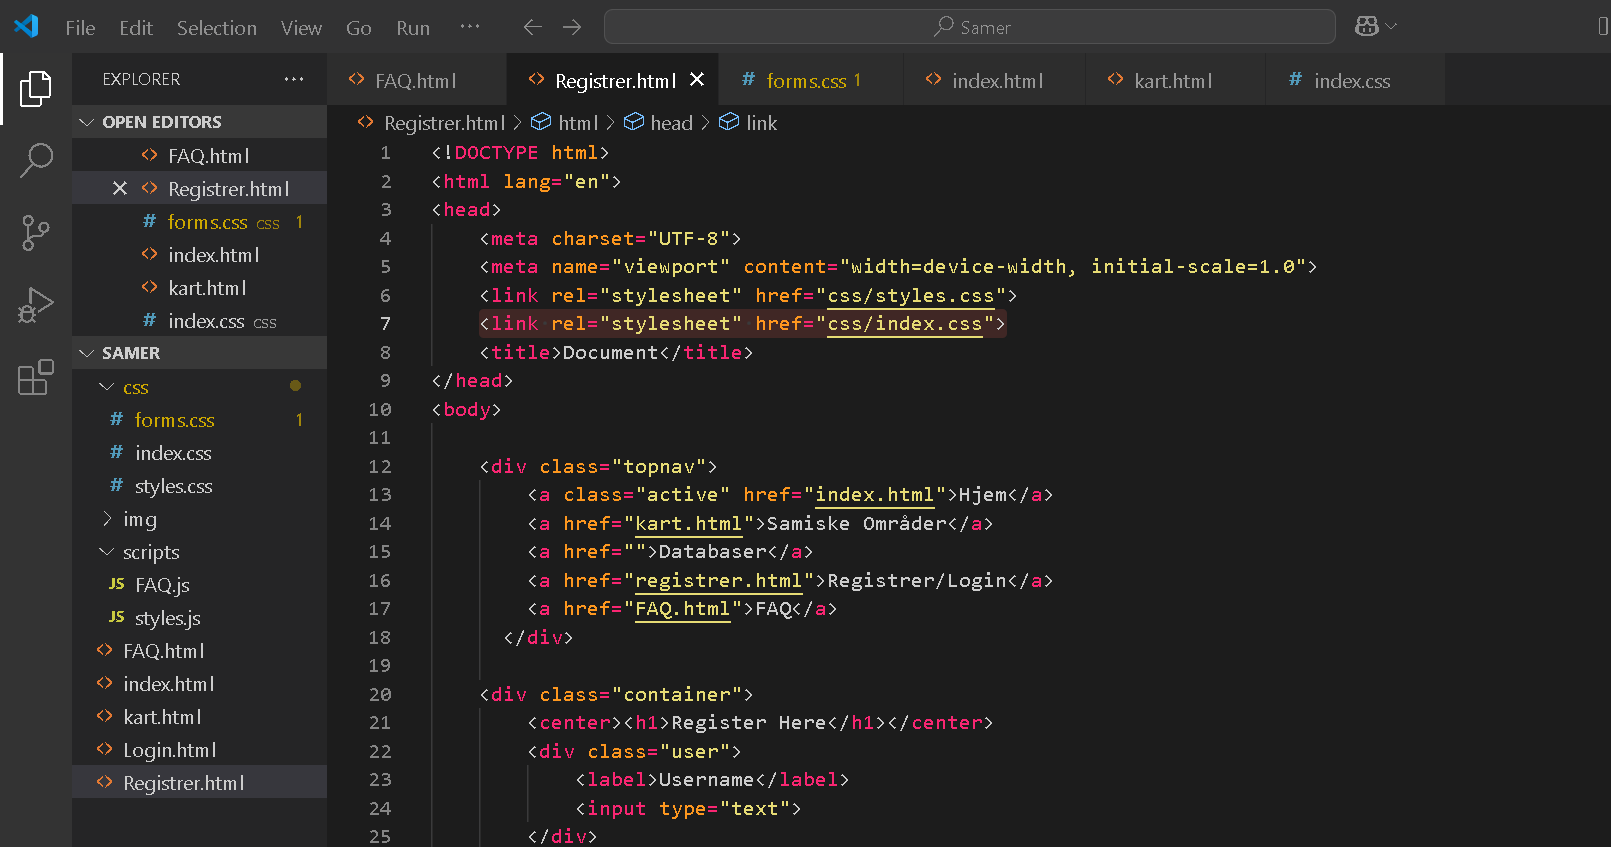 File Edit Selection View Go Run ··· Samer
EXPLORER ···
OPEN EDITORS
FAQ.html
Registrer.html
forms.css css 1
index.html
kart.html
index.css css
SAMER
css
forms.css 1
index.css
styles.css
img
scripts
JS FAQ.js
JS styles.js
FAQ.html
index.html
kart.html
Login.html
Registrer.html
FAQ.html Registrer.html # forms.css 1 index.html kart.html # index.css
Registrer.html > html > head > link
1 <!DOCTYPE html>
2 <html lang="en">
3 <head>
4 <meta charset="UTF-8">
5 <meta name="viewport" content="width=device-width, initial-scale=1.0">
6 <link rel="stylesheet" href="css/styles.css">
7 <link rel="stylesheet" href="css/index.css">
8 <title>Document</title>
9 </head>
10 <body>
11
12 <div class="topnav">
13 <a class="active" href="index.html">Hjem</a>
14 <a href="kart.html">Samiske Områder</a>
15 <a href="">Databaser</a>
16 <a href="registrer.html">Registrer/Login</a>
17 <a href="FAQ.html">FAQ</a>
18 </div>
19
20 <div class="container">
21 <center><h1>Register Here</h1></center>
22 <div class="user">
23 <label>Username</label>
24 <input type="text">
25 </div>